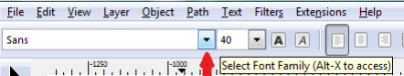 File Edit View Layer Object Path Text Filters Extensions Help
Sans 40 A A
-1250 -1000 Select Font Family (Alt-X to access)